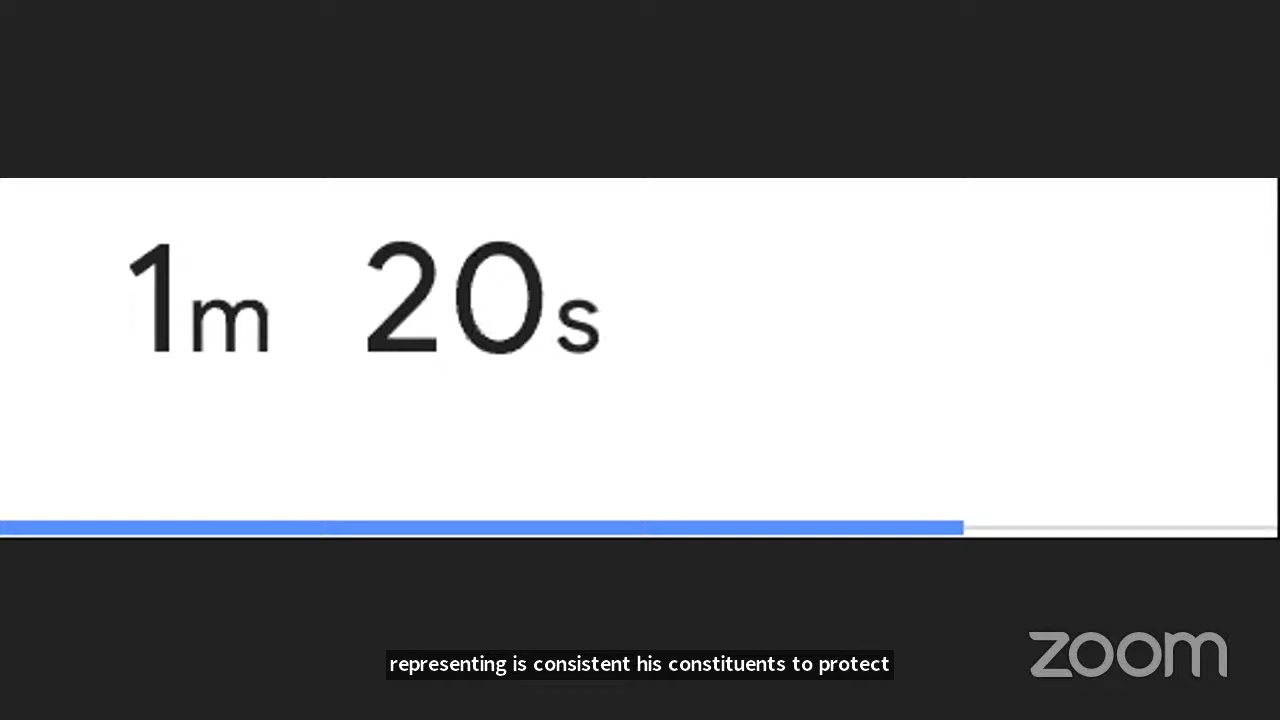 1m 20s
representing is consistent his constituents to protect
zoom